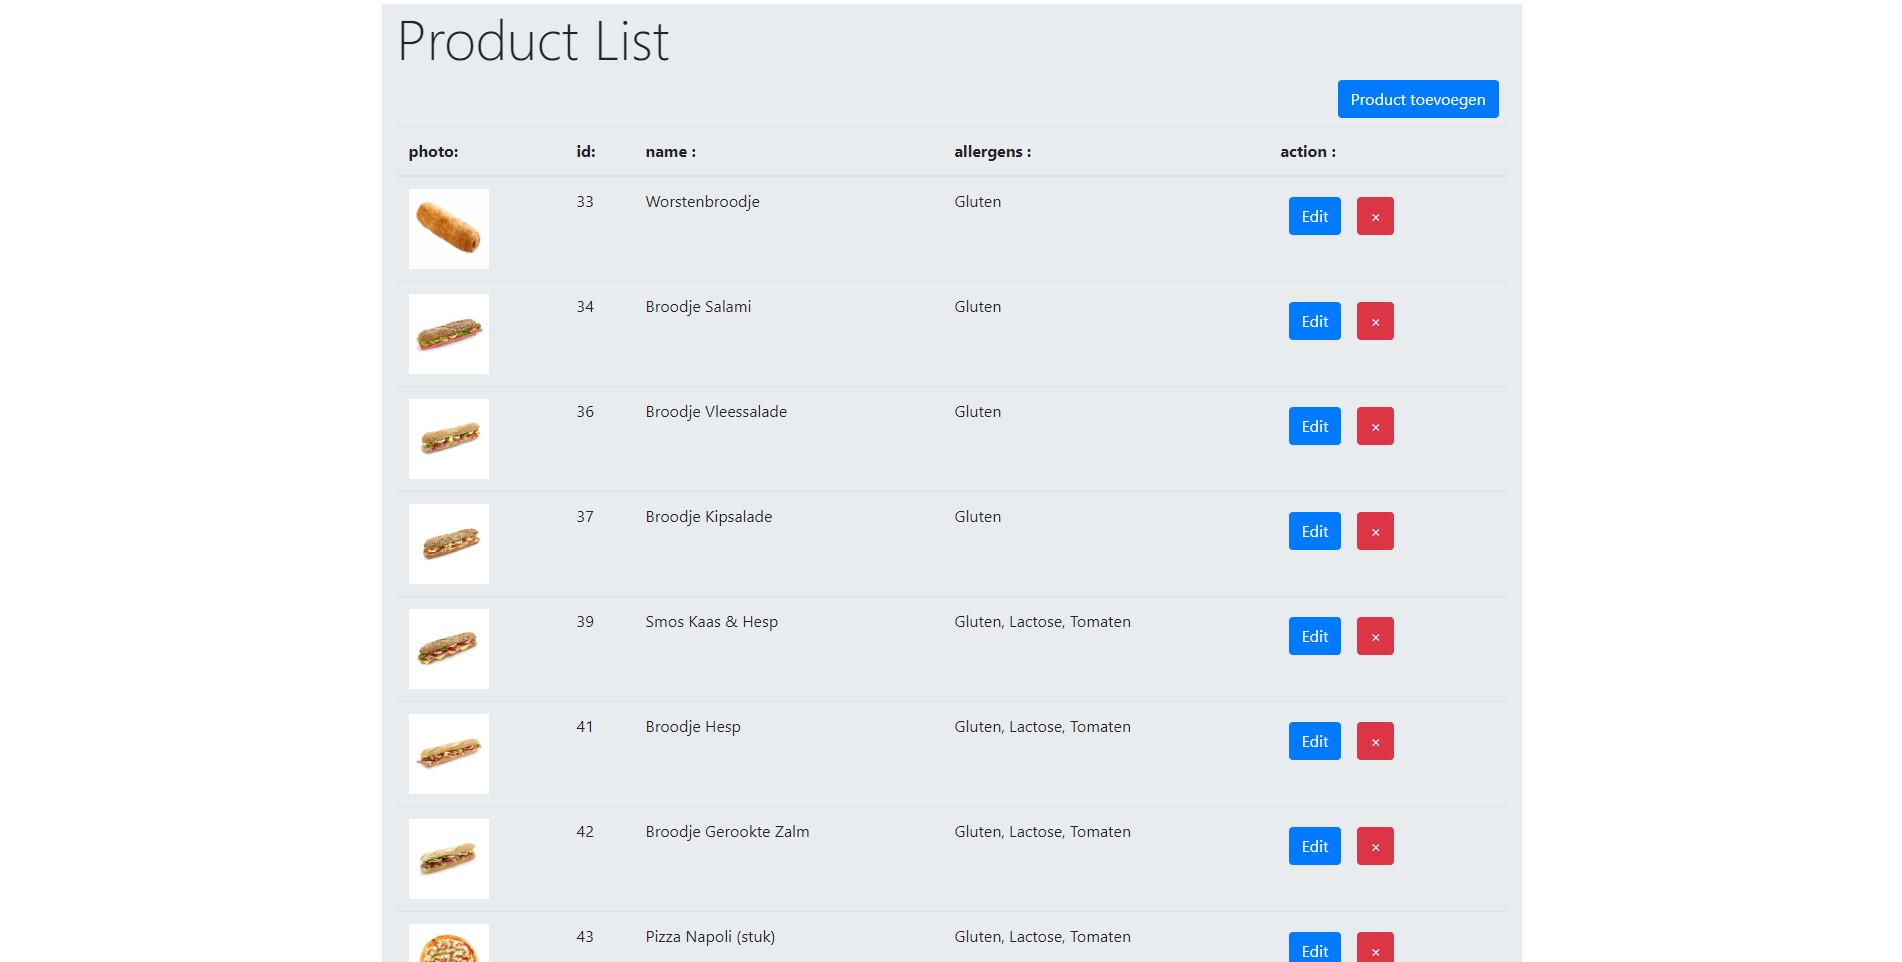 Product List
Product toevoegen
photo: id: name : allergens : action :
33 Worstenbroodje Gluten Edit ×
34 Broodje Salami Gluten Edit ×
36 Broodje Vleessalade Gluten Edit ×
37 Broodje Kipsalade Gluten Edit ×
39 Smos Kaas & Hesp Gluten, Lactose, Tomaten Edit ×
41 Broodje Hesp Gluten, Lactose, Tomaten Edit ×
42 Broodje Gerookte Zalm Gluten, Lactose, Tomaten Edit ×
43 Pizza Napoli (stuk) Gluten, Lactose, Tomaten Edit ×